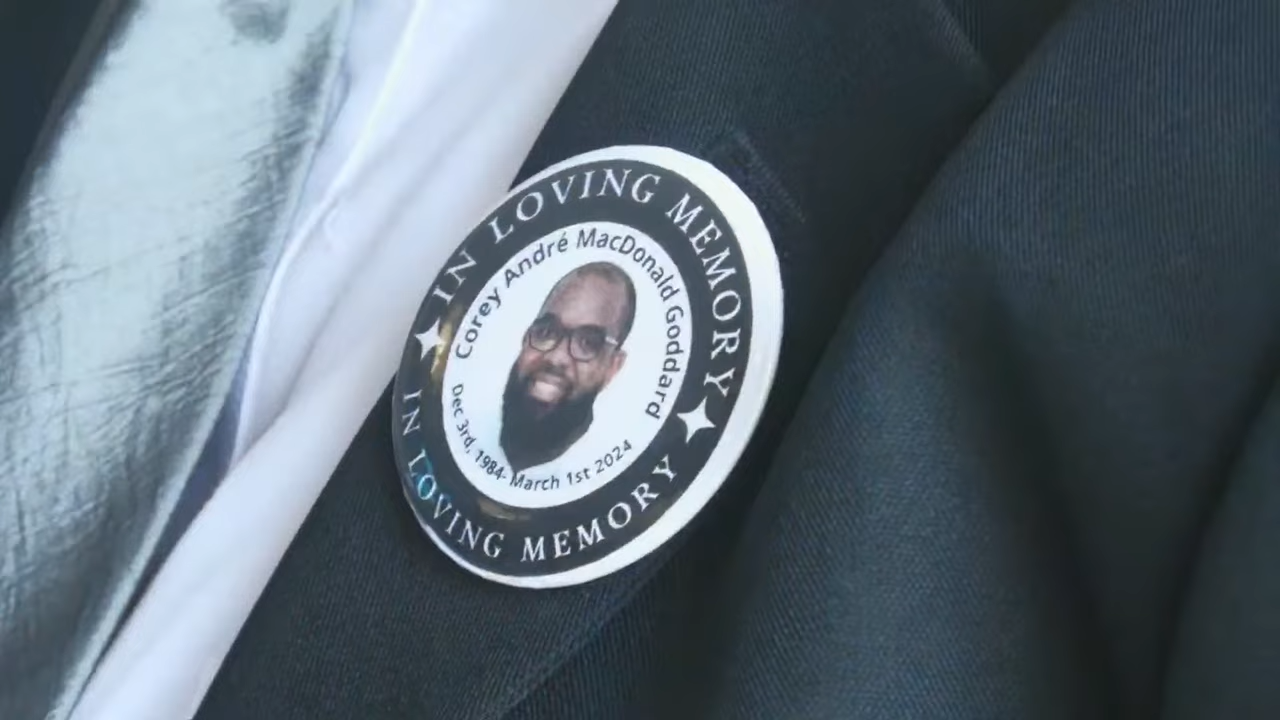 IN LOVING MEMORY
Corey André MacDonald Goddard
Dec 3rd, 1984- March 1st 2024
IN LOVING MEMORY